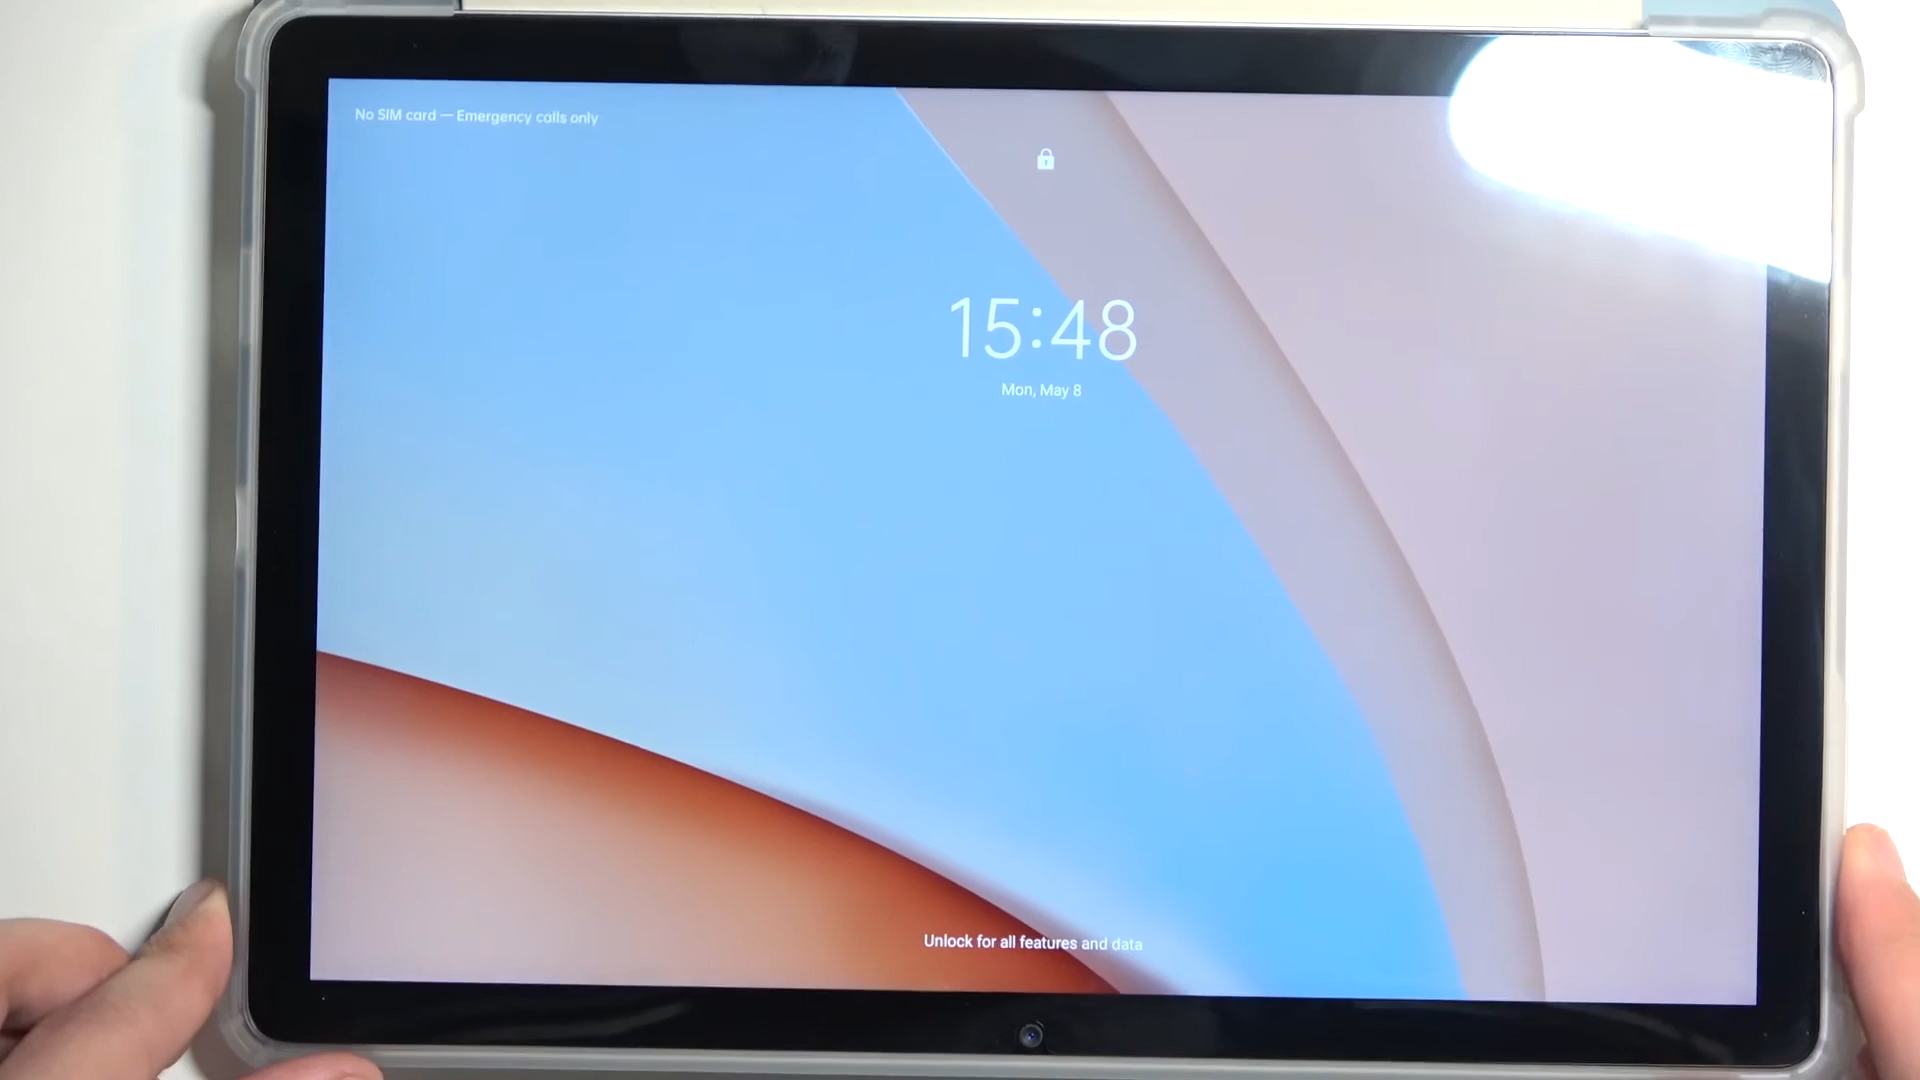 No SIM card — Emergency calls only
15:48
Mon, May 8
Unlock for all features and data